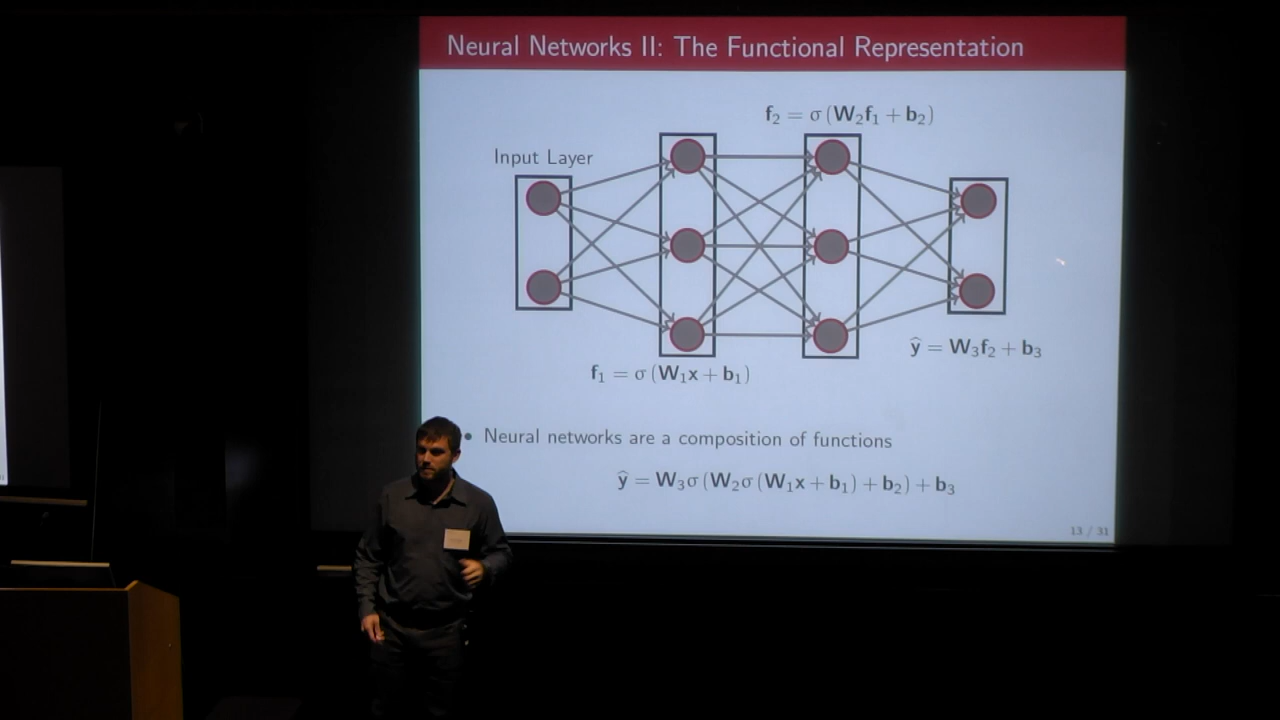 Neural Networks II: The Functional Representation
f₂ = σ (W₂f₁ + b₂)
Input Layer
ŷ = W₃f₂ + b₃
f₁ = σ (W₁x + b₁)
• Neural networks are a composition of functions
ŷ = W₃σ (W₂σ (W₁x + b₁) + b₂) + b₃
13 / 31